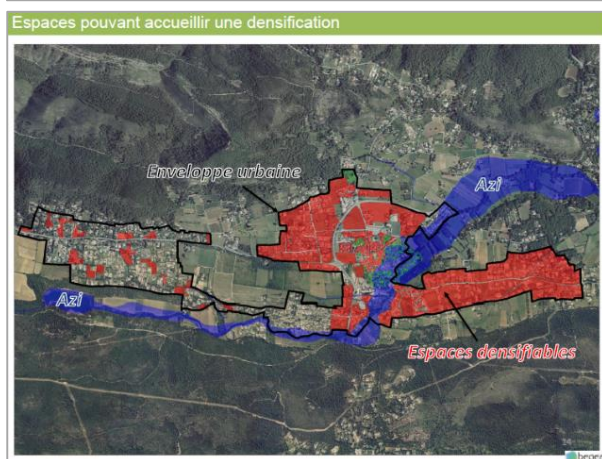 Espaces pouvant accueillir une densification
Enveloppe urbaine
Azi
Azi
Espaces densifiables